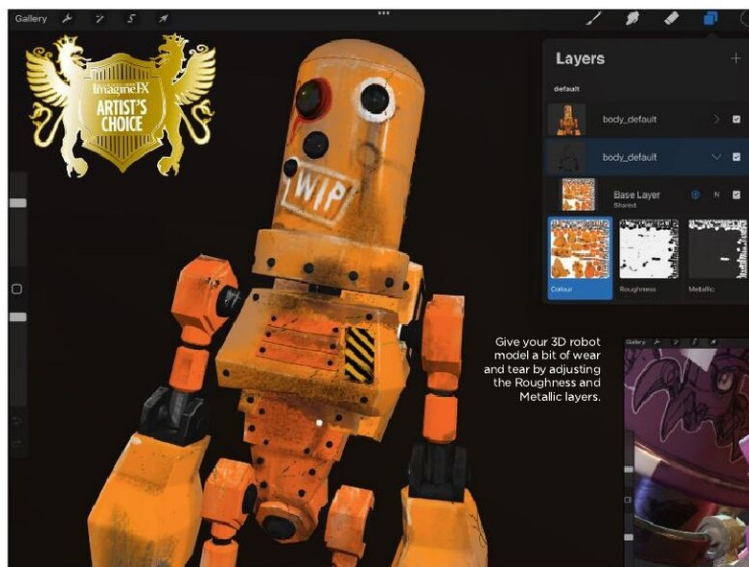 Gallery
ImagineFX
ARTIST'S
CHOICE
WIP
Layers
default
body_default
body_default
Base Layer
N
Shared
Colour
Roughness
Metallic
Give your 3D robot
model a bit of wear
and tear by adjusting
the Roughness and
Metallic layers.
Gallery